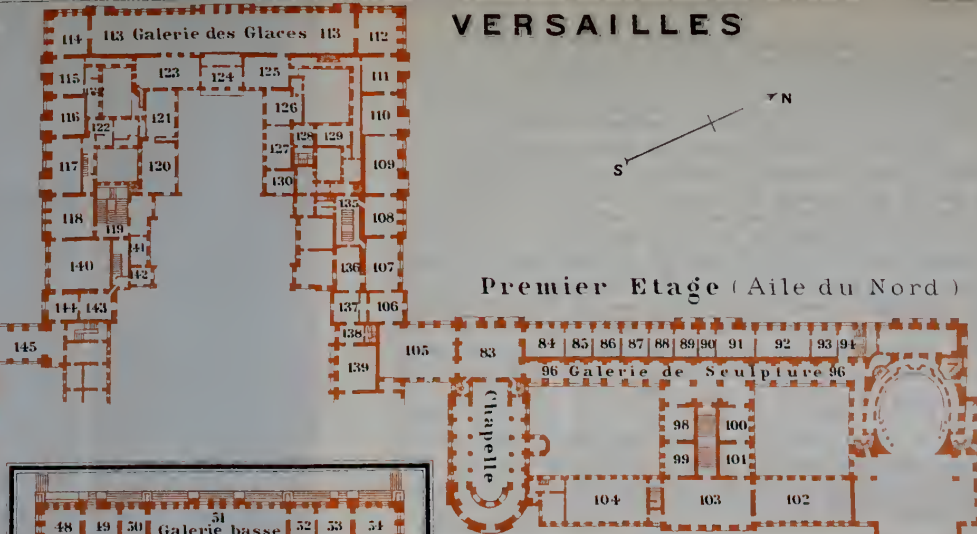 VERSAILLES
114 113 Galerie des Glaces 113 112
115 123 124 125 111
116 122 121 126 110
128 129
117 120 127 109
130
118 119 135 108
141
140 142 136 107
144 143 137 106
138
145 139
N
S
Premier Etage (Aile du Nord)
105 83 84 85 86 87 88 89 90 91 92 93 94
96 Galerie de Sculpture 96
Chapelle
98 100
99 101
104 103 102
48 49 50 51 52 53 54
Galerie basse